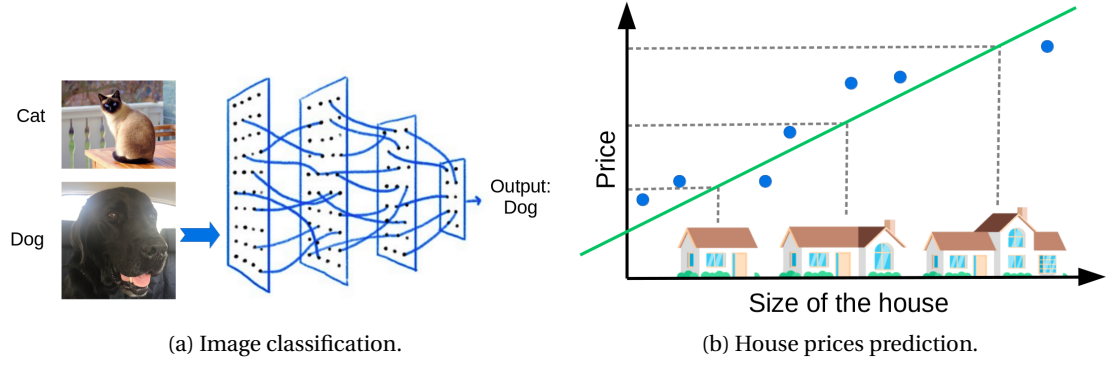 Cat
Dog
Output:
Dog
(a) Image classification.
Price
Size of the house
(b) House prices prediction.